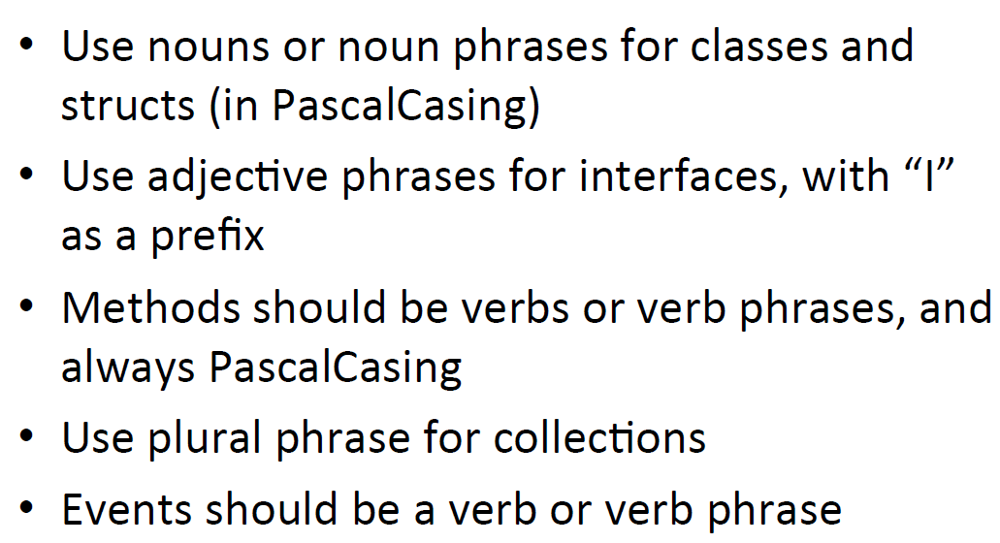 • Use nouns or noun phrases for classes and
structs (in PascalCasing)
• Use adjective phrases for interfaces, with “I”
as a prefix
• Methods should be verbs or verb phrases, and
always PascalCasing
• Use plural phrase for collections
• Events should be a verb or verb phrase